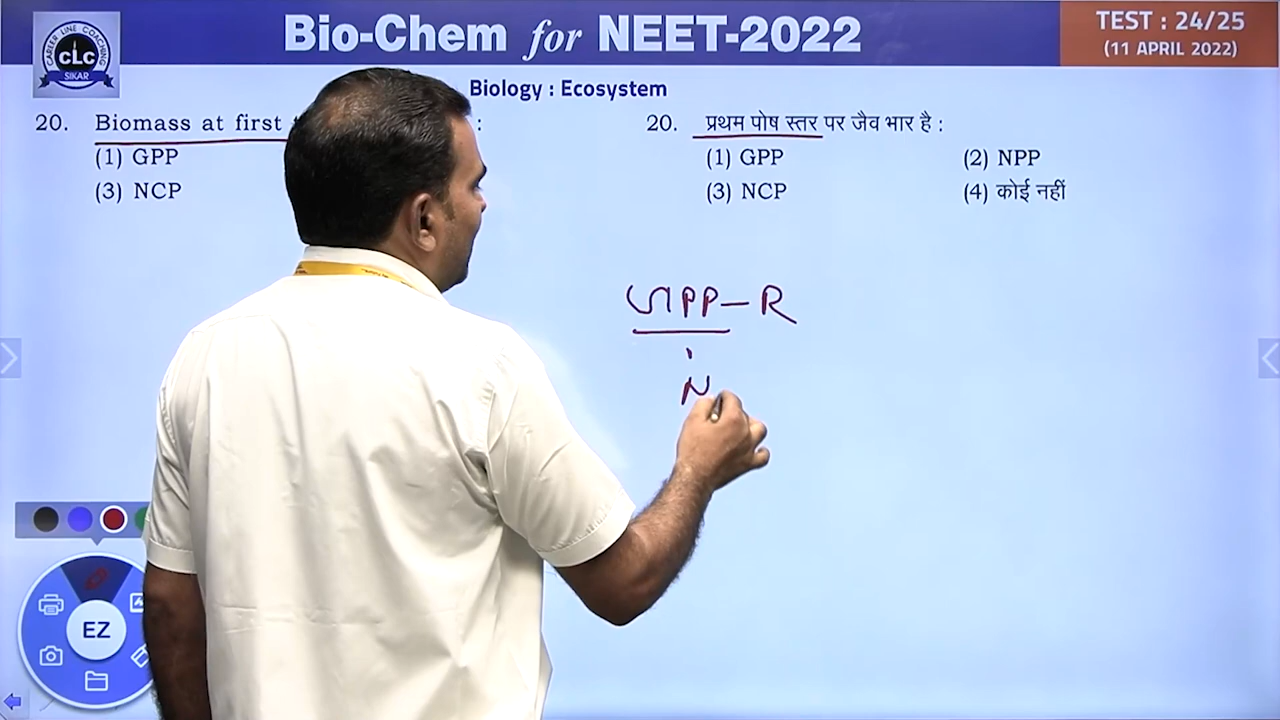 Bio-Chem for NEET-2022
TEST : 24/25
(11 APRIL 2022)
CAREER LINE COACHING
CLC
SIKAR
Biology : Ecosystem
20. Biomass at first :
(1) GPP
(3) NCP
20. प्रथम पोष स्तर पर जैव भार है :
(1) GPP (2) NPP
(3) NCP (4) कोई नहीं
GPP-R
N
EZ